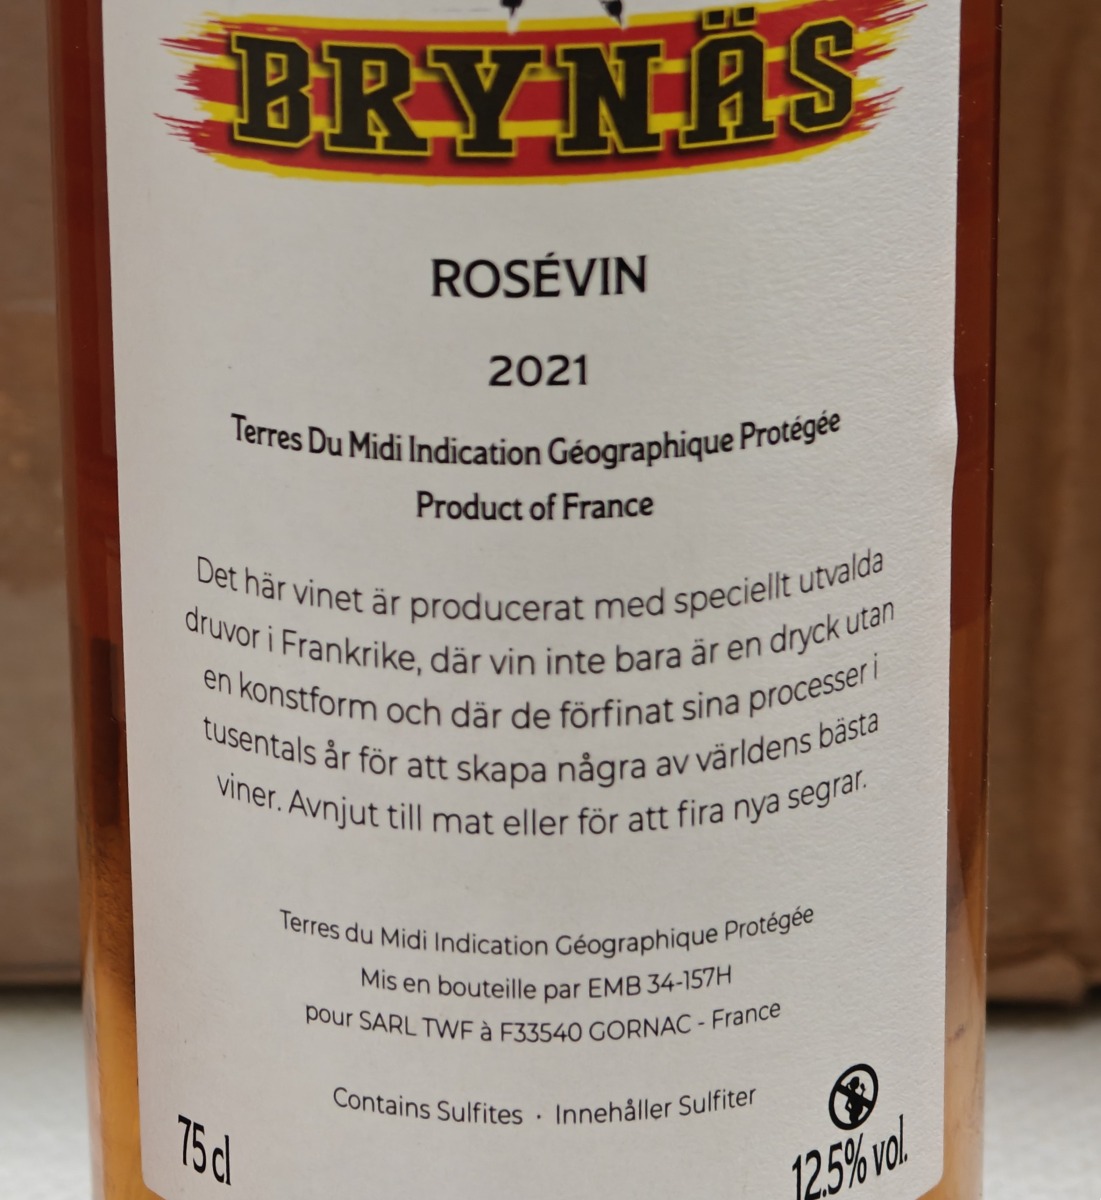 BRYNÄS
ROSÉVIN
2021
Terres Du Midi Indication Géographique Protégée
Product of France
Det här vinet är producerat med speciellt utvalda
druvor i Frankrike, där vin inte bara är en dryck utan
en konstform och där de förfinat sina processer i
tusentals år för att skapa några av världens bästa
viner. Avnjut till mat eller för att fira nya segrar.
Terres du Midi Indication Géographique Protégée
Mis en bouteille par EMB 34-157H
pour SARL TWF à F33540 GORNAC - France
Contains Sulfites · Innehåller Sulfiter
75 cl
12.5% vol.